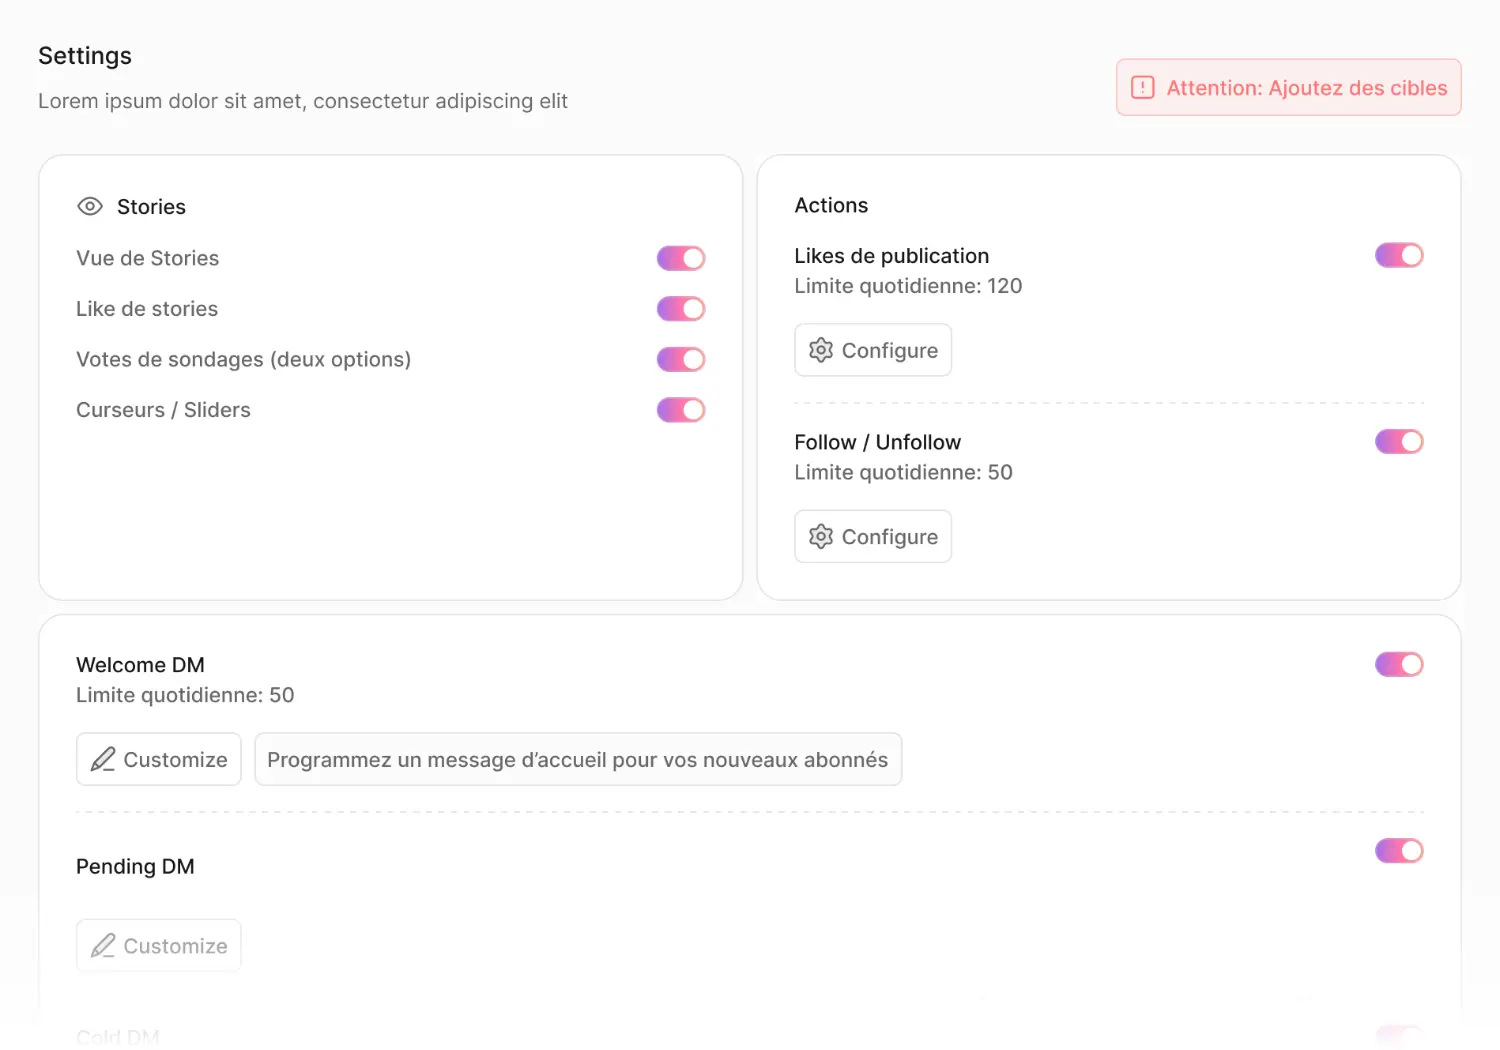 Settings
Lorem ipsum dolor sit amet, consectetur adipiscing elit
Attention: Ajoutez des cibles
Stories
Vue de Stories
Like de stories
Votes de sondages (deux options)
Curseurs / Sliders
Actions
Likes de publication
Limite quotidienne: 120
Configure
Follow / Unfollow
Limite quotidienne: 50
Configure
Welcome DM
Limite quotidienne: 50
Customize
Programmez un message d’accueil pour vos nouveaux abonnés
Pending DM
Customize
Cold DM